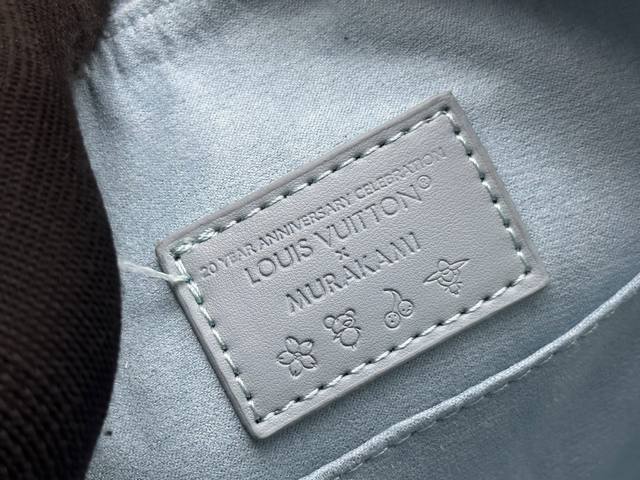 20 YEAR ANNIVERSARY CELEBRATION
LOUIS VUITTON®
×
MURAKAMI